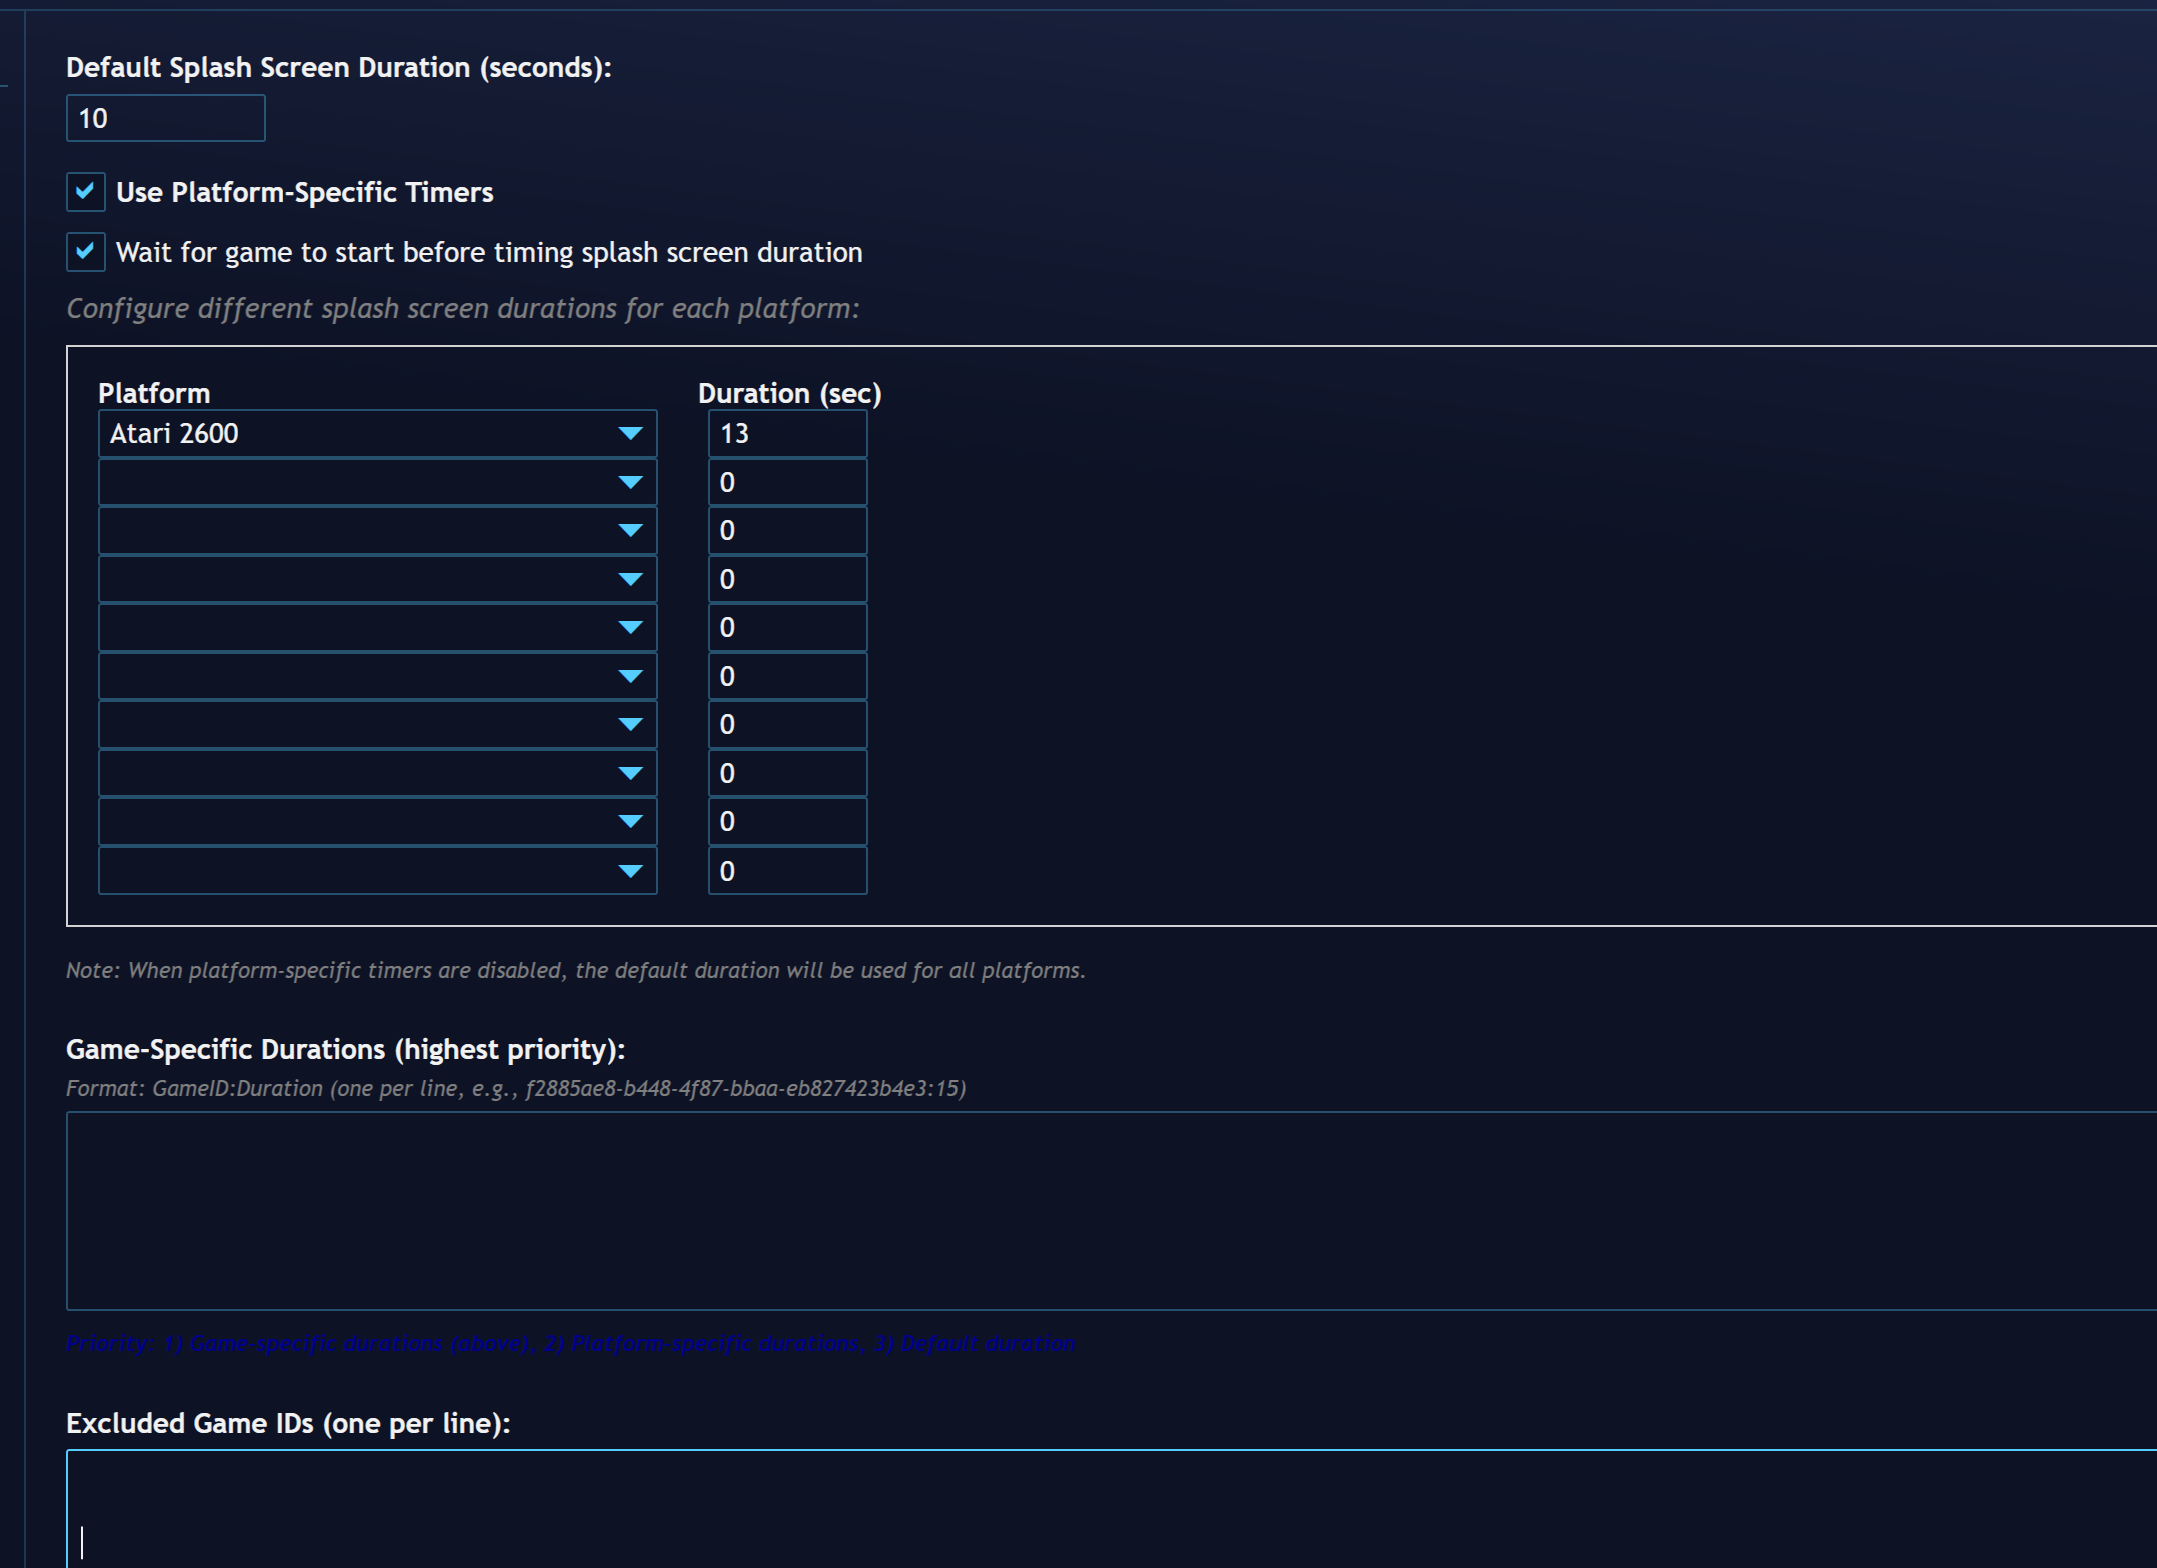 Default Splash Screen Duration (seconds):
10
Use Platform-Specific Timers
Wait for game to start before timing splash screen duration
Configure different splash screen durations for each platform:
Platform Duration (sec)
Atari 2600 13
0
0
0
0
0
0
0
0
0
Note: When platform-specific timers are disabled, the default duration will be used for all platforms.
Game-Specific Durations (highest priority):
Format: GameID:Duration (one per line, e.g., f2885ae8-b448-4f87-bbaa-eb827423b4e3:15)
Priority: 1) Game-specific durations (above), 2) Platform-specific durations, 3) Default duration
Excluded Game IDs (one per line):